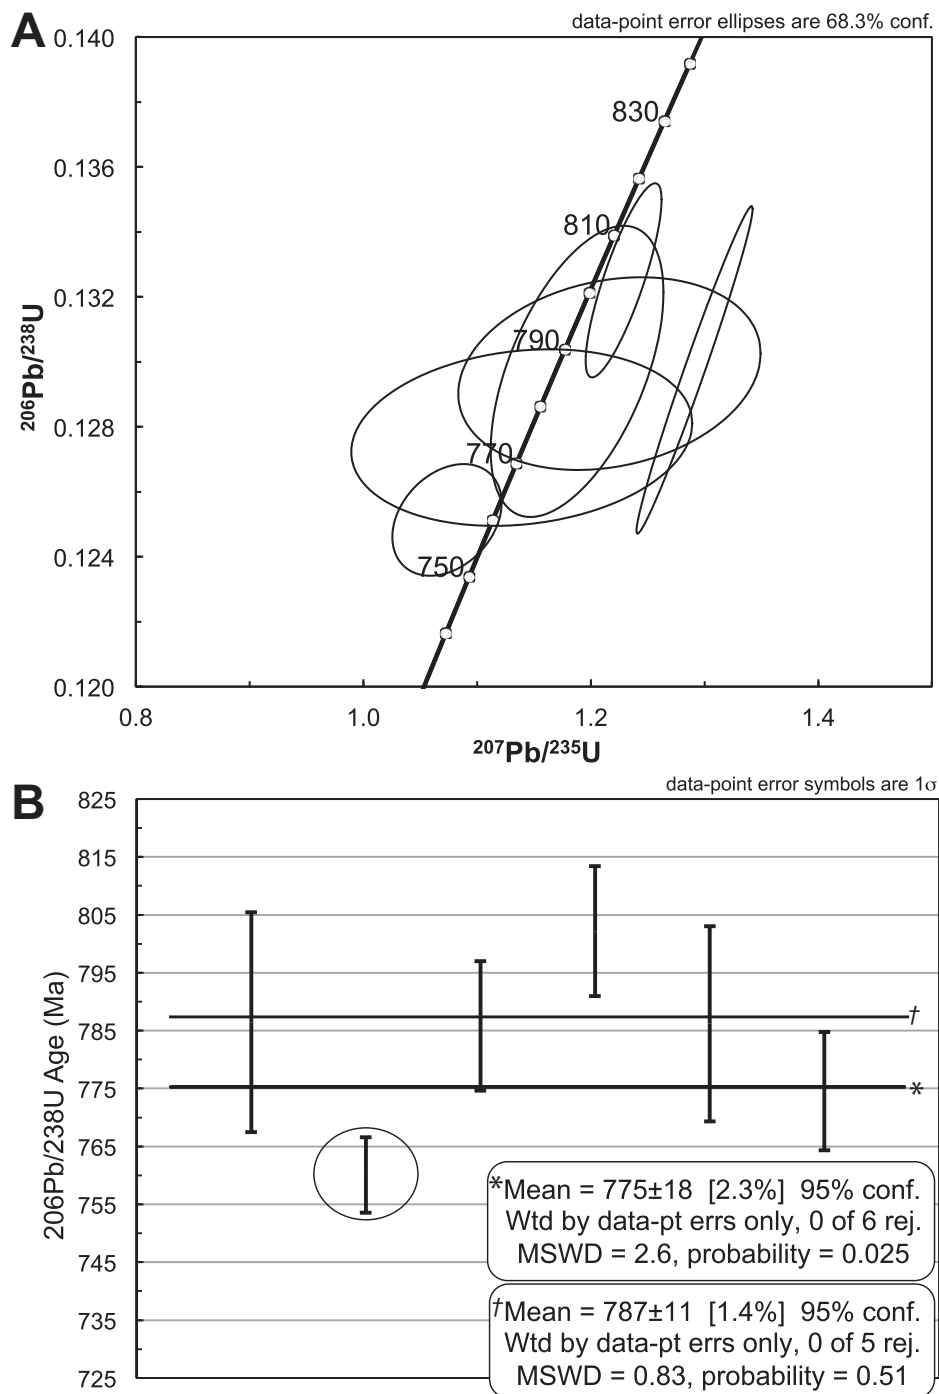 A
data-point error ellipses are 68.3% conf.
0.140
0.136
0.132
0.128
0.124
0.120
830
810
790
770
750
206Pb/238U
0.8
1.0
1.2
1.4
207Pb/235U
B
data-point error symbols are 1σ
825
815
805
795
785
775
765
755
745
735
725
206Pb/238U Age (Ma)
†
*
*Mean = 775±18 [2.3%] 95% conf.
Wtd by data-pt errs only, 0 of 6 rej.
MSWD = 2.6, probability = 0.025
†Mean = 787±11 [1.4%] 95% conf.
Wtd by data-pt errs only, 0 of 5 rej.
MSWD = 0.83, probability = 0.51